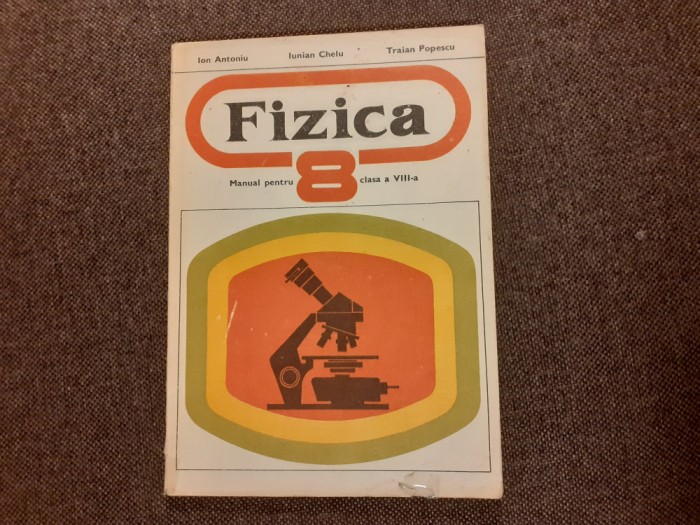 Ion Antoniu Iunian Chelu Traian Popescu
Fizica
8
Manual pentru clasa a VIII-a